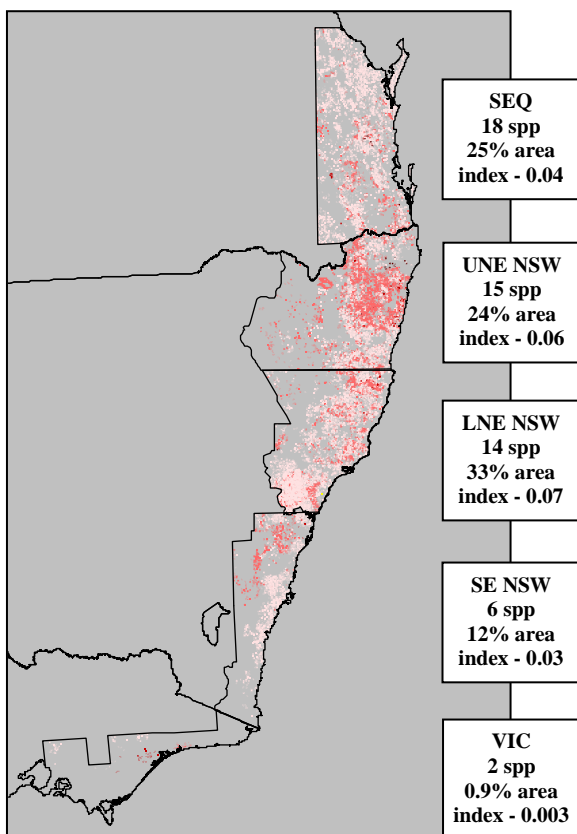 SEQ
18 spp
25% area
index - 0.04
UNE NSW
15 spp
24% area
index - 0.06
LNE NSW
14 spp
33% area
index - 0.07
SE NSW
6 spp
12% area
index - 0.03
VIC
2 spp
0.9% area
index - 0.003